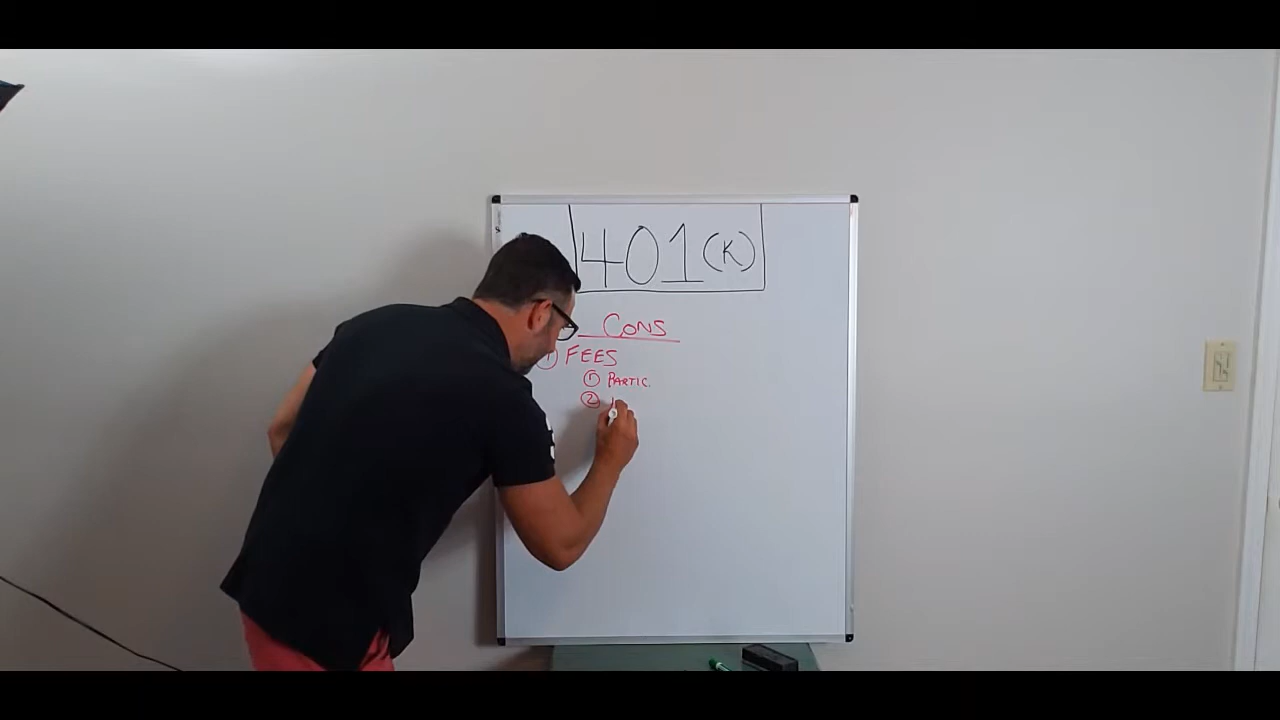 401(K)
CONS
1 FEES
1 PARTIC.
2